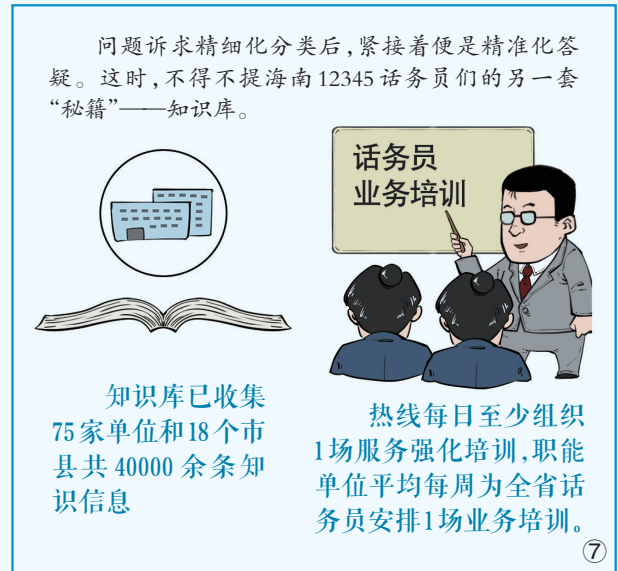 问题诉求精细化分类后,紧接着便是精准化答
疑。这时,不得不提海南12345话务员们的另一套
“秘籍”——知识库。
话务员
业务培训
知识库已收集
75家单位和18个市
县共40000余条知
识信息
热线每日至少组织
1场服务强化培训,职能
单位平均每周为全省话
务员安排1场业务培训。
⑦